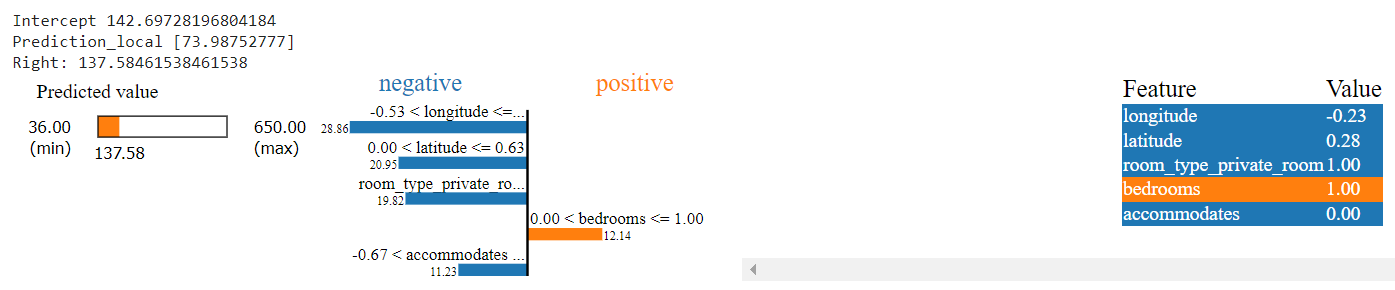 Intercept 142.69728196804184
Prediction_local [73.98752777]
Right: 137.58461538461538
Predicted value
36.00
(min)
137.58
650.00
(max)
negative
positive
-0.53 < longitude <=...
28.86
0.00 < latitude <= 0.63
20.95
room_type_private_ro...
19.82
0.00 < bedrooms <= 1.00
12.14
-0.67 < accommodates ...
11.23
Feature Value
longitude -0.23
latitude 0.28
room_type_private_room 1.00
bedrooms 1.00
accommodates 0.00